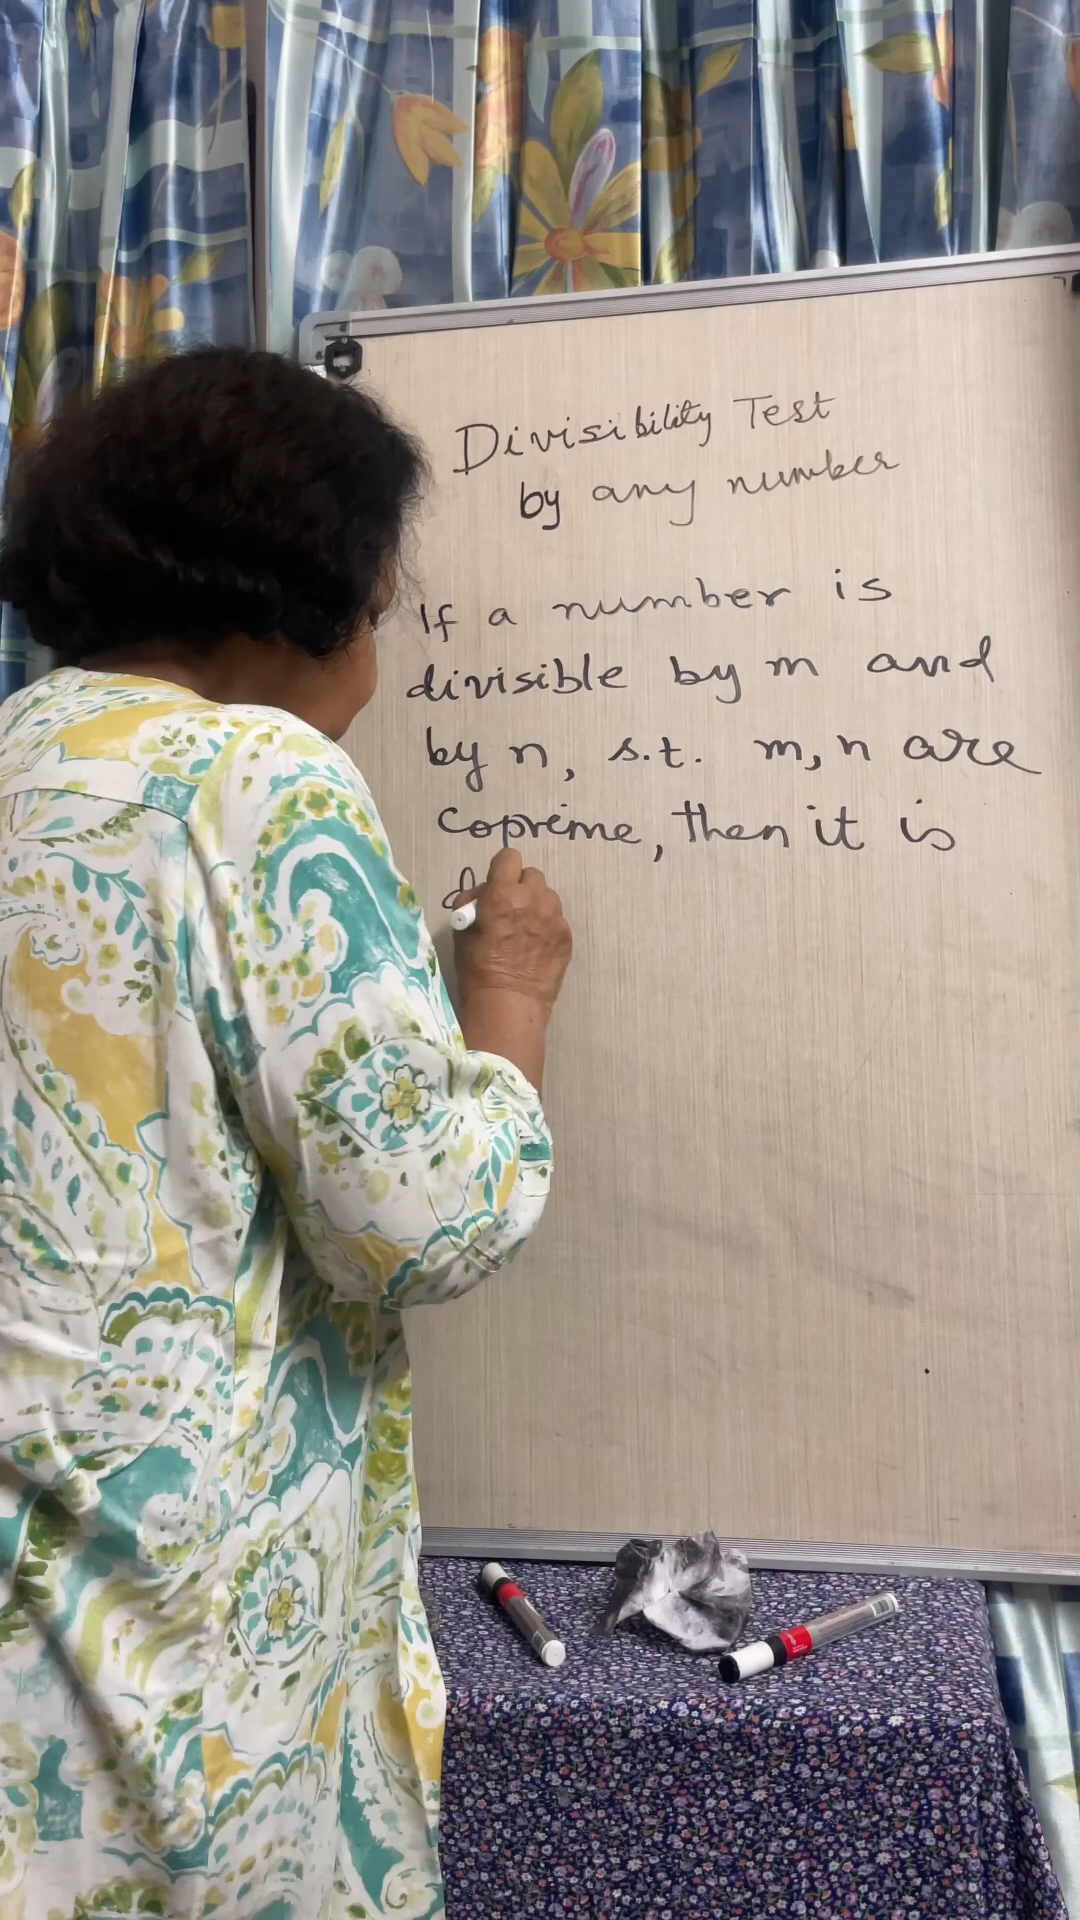 Divisibility Test
by any number
If a number is
divisible by m and
by n, s.t. m, n are
coprime, then it is
d